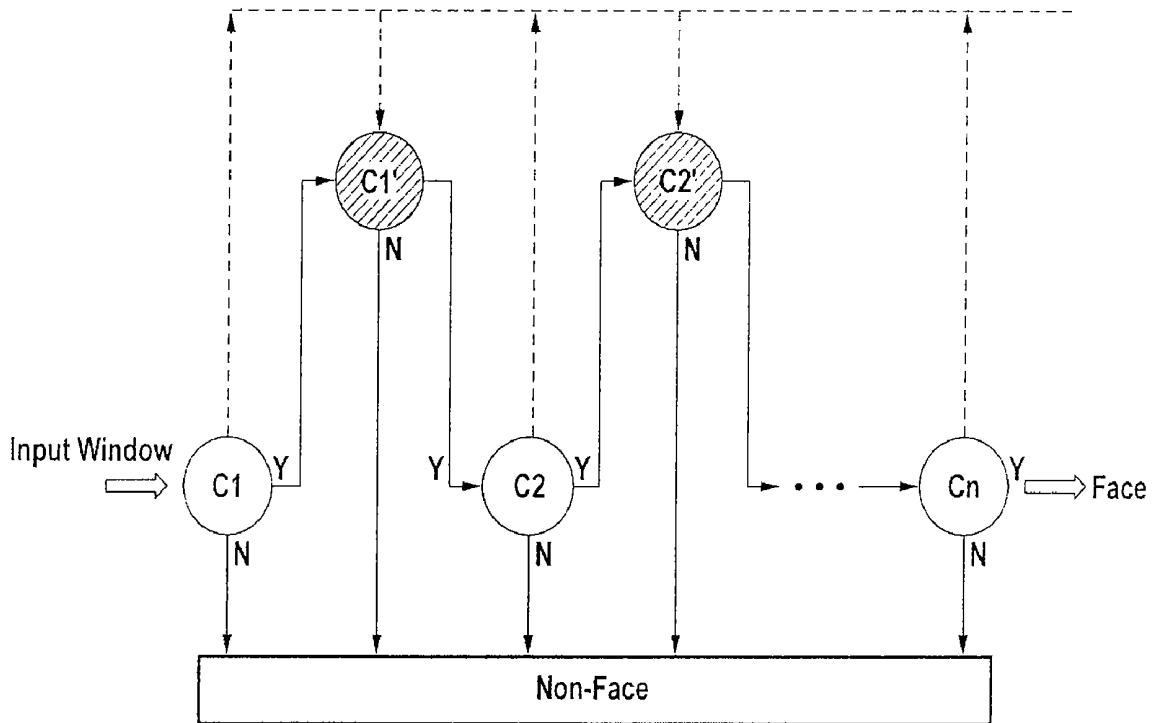 C1'
C2'
N
N
Input Window
C1
Y
Y
C2
Y
• • •
Cn
Y
Face
N
N
N
Non-Face